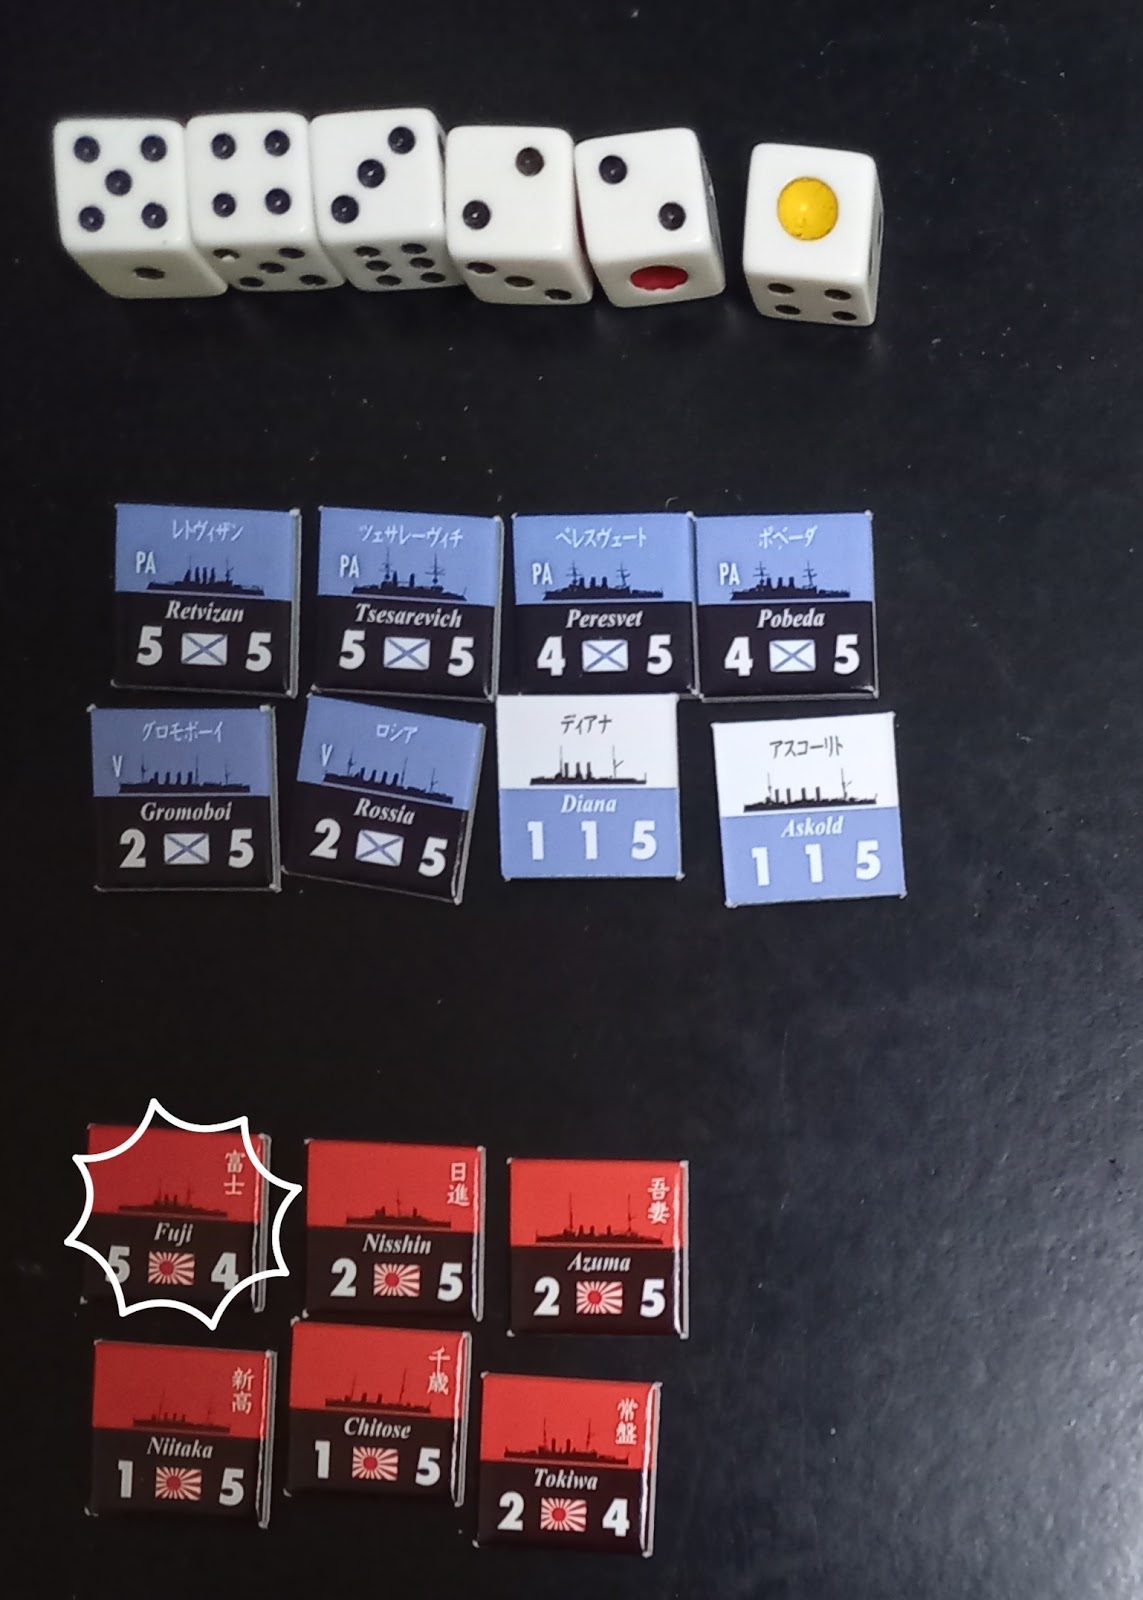 レトヴィザン
PA
Retvizan
5 5
ツェサレーヴィチ
PA
Tsesarevich
5 5
ペレスヴェート
PA
Peresvet
4 5
ポベーダ
PA
Pobeda
4 5
グロモボーイ
V
Gromoboi
2 5
ロシア
V
Rossia
2 5
ディアナ
Diana
1 1 5
アスコーリト
Askold
1 1 5
富士
Fuji
5 4
日進
Nisshin
2 5
吾妻
Azuma
2 5
新高
Niitaka
1 5
千歳
Chitose
1 5
常盤
Tokiwa
2 4